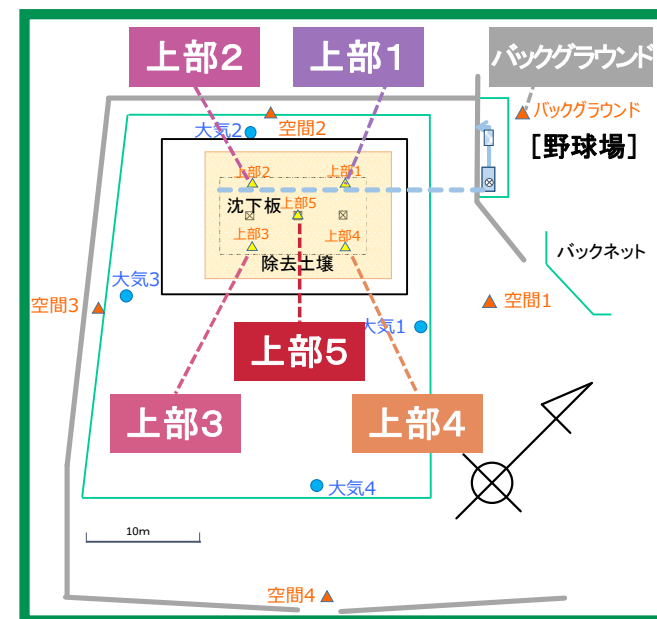 上部2
上部1
バックグラウンド
バックグラウンド
[野球場]
大気2
空間2
上部2
上部1
沈下板
上部5
上部3
上部4
除去土壌
バックネット
大気3
空間3
空間1
大気1
上部5
上部3
上部4
大気4
10m
空間4